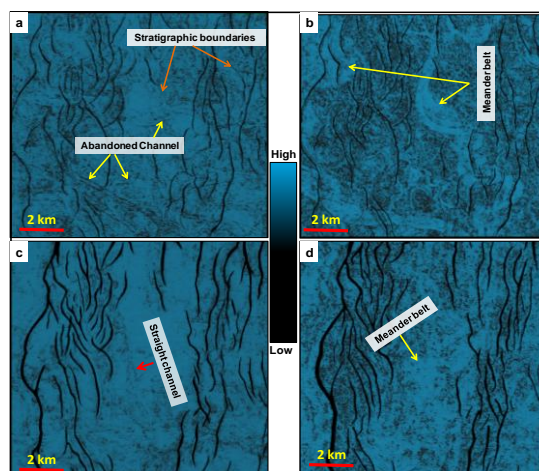 a
Stratigraphic boundaries
Abandoned Channel
2 km
b
Meander belt
2 km
High
Low
c
Straight channel
2 km
d
Meander belt
2 km